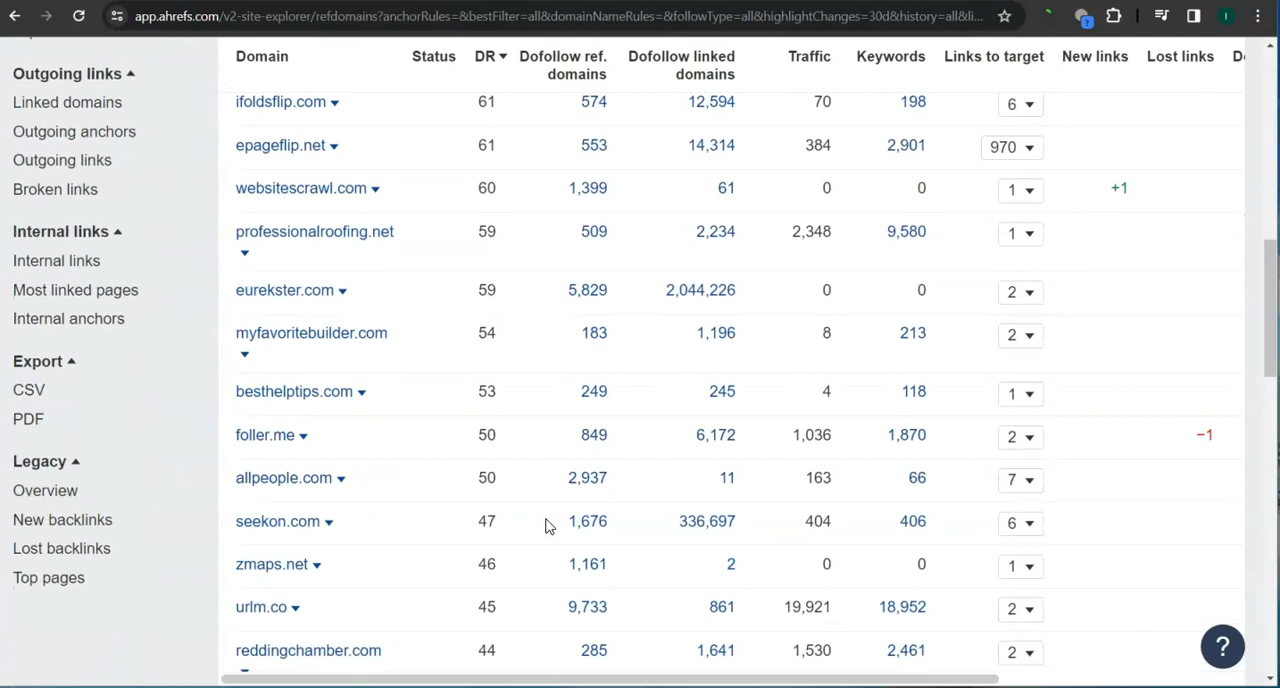 app.ahrefs.com/v2-site-explorer/refdomains?anchorRules=&bestFilter=all&domainNameRules=&followType=all&highlightChanges=30d&history=all&li...
Outgoing links
Linked domains
Outgoing anchors
Outgoing links
Broken links
Internal links
Internal links
Most linked pages
Internal anchors
Export
CSV
PDF
Legacy
Overview
New backlinks
Lost backlinks
Top pages
Domain Status DR Dofollow ref. domains Dofollow linked domains Traffic Keywords Links to target New links Lost links
ifoldsflip.com 61 574 12,594 70 198 6
epageflip.net 61 553 14,314 384 2,901 970
websitescrawl.com 60 1,399 61 0 0 1 +1
professionalroofing.net 59 509 2,234 2,348 9,580 1
eurekster.com 59 5,829 2,044,226 0 0 2
myfavoritebuilder.com 54 183 1,196 8 213 2
besthelptips.com 53 249 245 4 118 1
foller.me 50 849 6,172 1,036 1,870 2 −1
allpeople.com 50 2,937 11 163 66 7
seekon.com 47 1,676 336,697 404 406 6
zmaps.net 46 1,161 2 0 0 1
urlm.co 45 9,733 861 19,921 18,952 2
reddingchamber.com 44 285 1,641 1,530 2,461 2
?